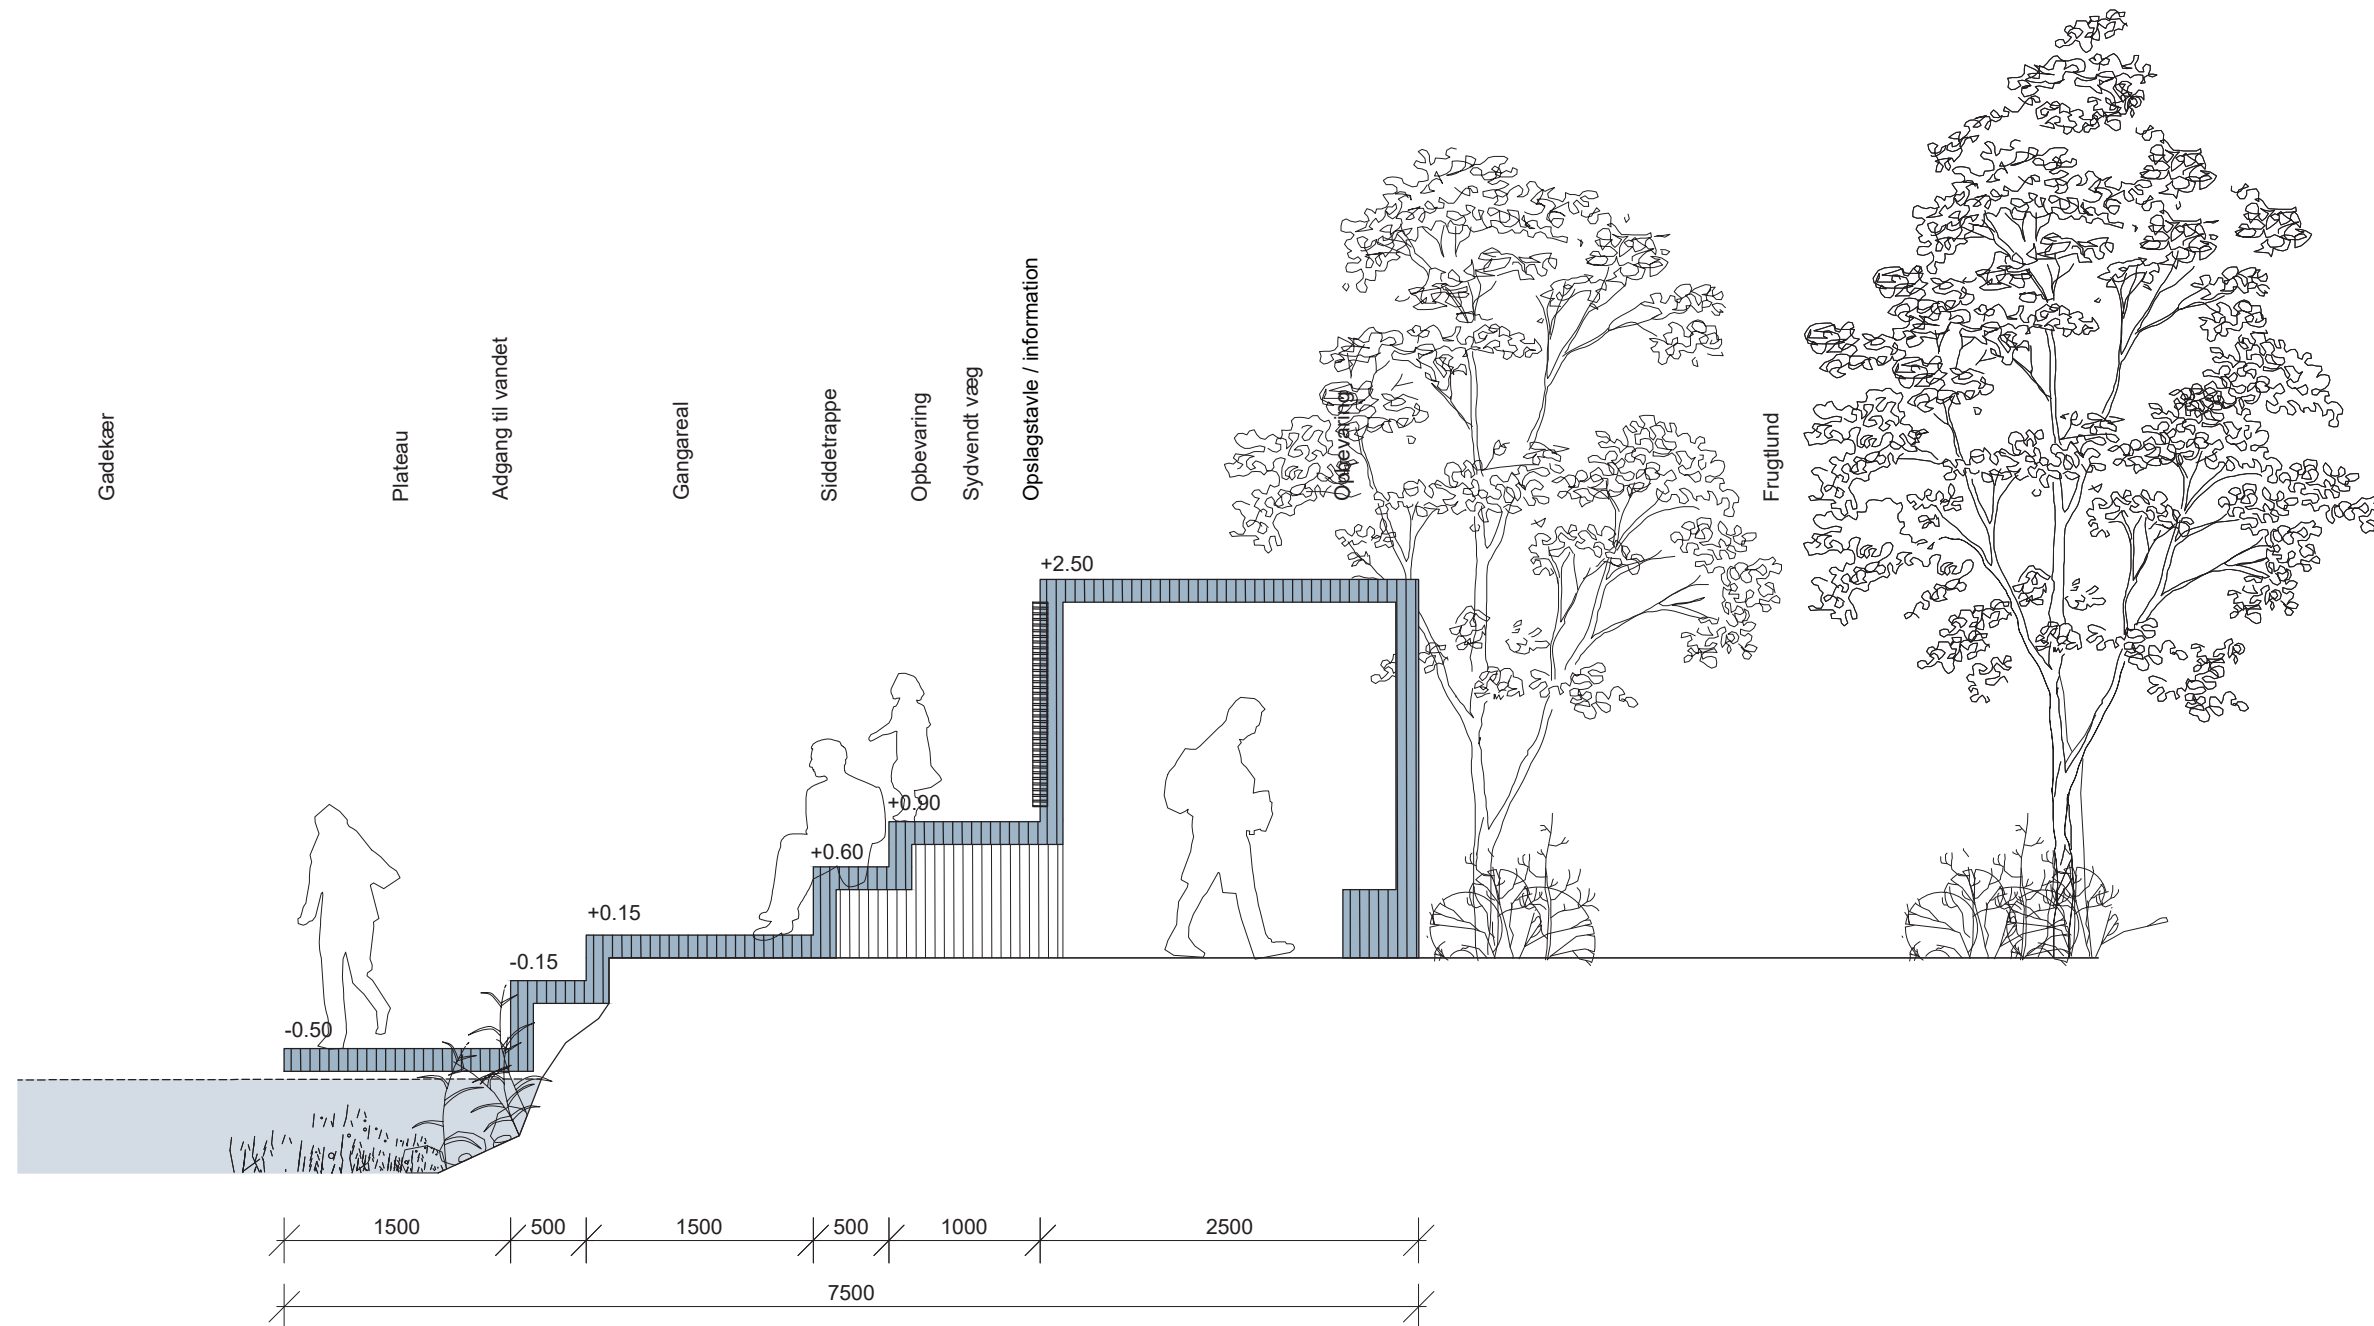 Gadekær
Plateau
Adgang til vandet
Gangareal
Siddetrappe
Opbevaring
Sydvendt væg
Opslagstavle / information
Opbevaring
Frugtlund
+2.50
+0.90
+0.60
+0.15
-0.15
-0.50
1500 500 1500 500 1000 2500
7500